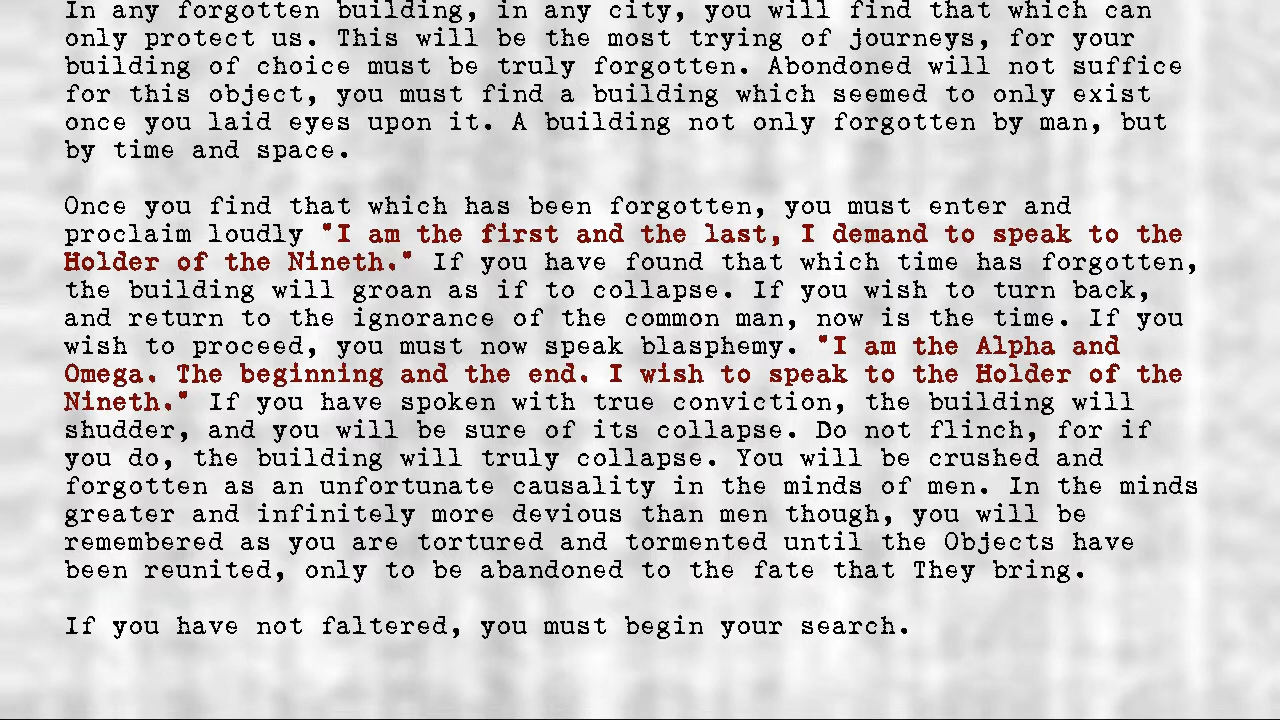 In any forgotten building, in any city, you will find that which can
only protect us. This will be the most trying of journeys, for your
building of choice must be truly forgotten. Abondoned will not suffice
for this object, you must find a building which seemed to only exist
once you laid eyes upon it. A building not only forgotten by man, but
by time and space.
Once you find that which has been forgotten, you must enter and
proclaim loudly "I am the first and the last, I demand to speak to the
Holder of the Nineth." If you have found that which time has forgotten,
the building will groan as if to collapse. If you wish to turn back,
and return to the ignorance of the common man, now is the time. If you
wish to proceed, you must now speak blasphemy. "I am the Alpha and
Omega. The beginning and the end. I wish to speak to the Holder of the
Nineth." If you have spoken with true conviction, the building will
shudder, and you will be sure of its collapse. Do not flinch, for if
you do, the building will truly collapse. You will be crushed and
forgotten as an unfortunate causality in the minds of men. In the minds
greater and infinitely more devious than men though, you will be
remembered as you are tortured and tormented until the Objects have
been reunited, only to be abandoned to the fate that They bring.
If you have not faltered, you must begin your search.